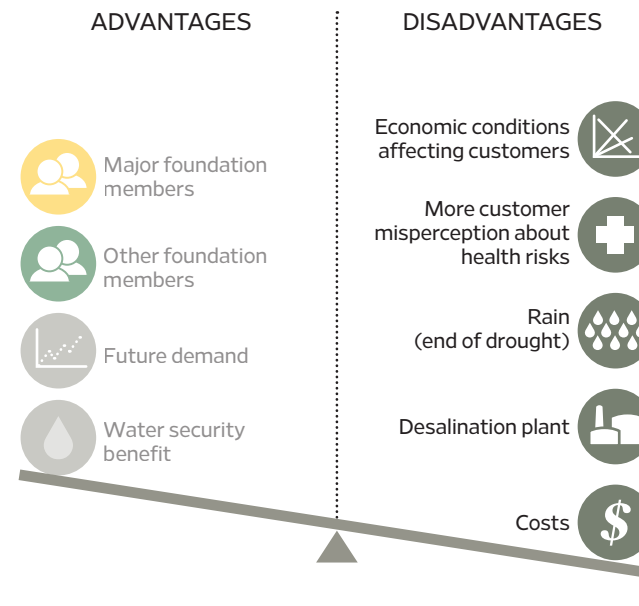 ADVANTAGES
DISADVANTAGES
Major foundation
members
Other foundation
members
Future demand
Water security
benefit
Economic conditions
affecting customers
More customer
misperception about
health risks
Rain
(end of drought)
Desalination plant
Costs
$